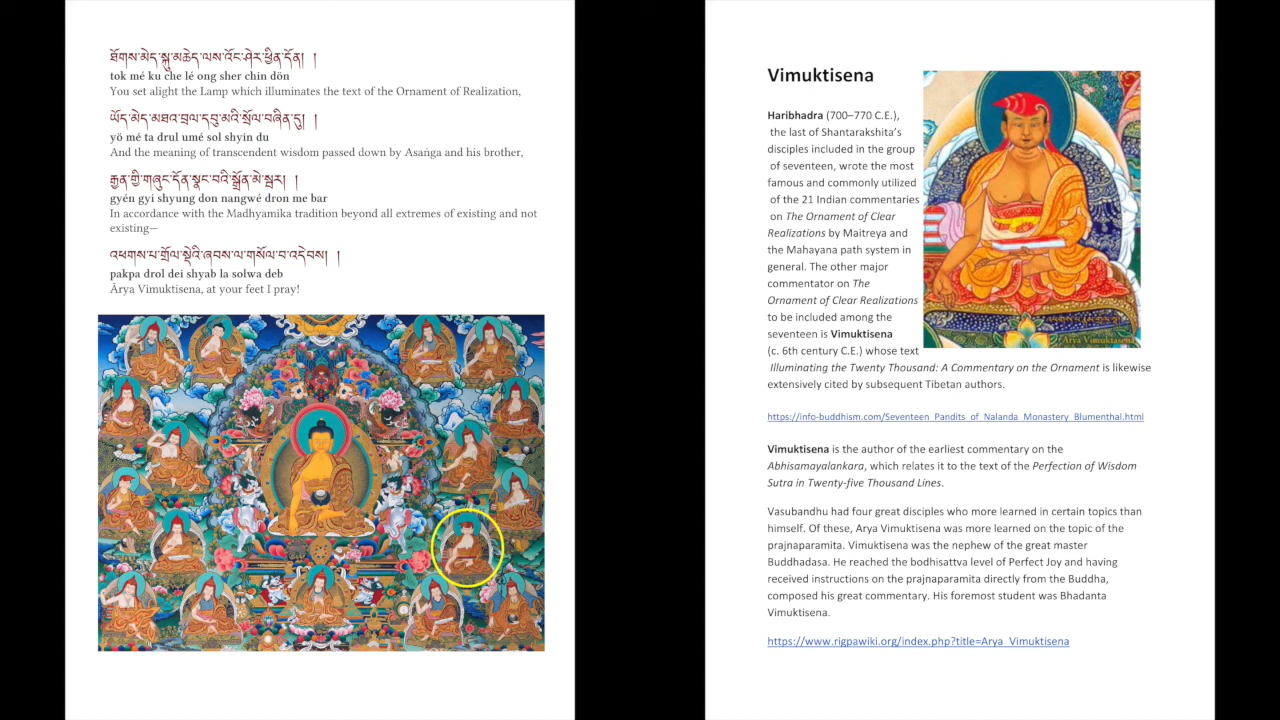 ཐོགས་མེད་སྐུ་མཆེད་ལས་འོང་ཤེར་ཕྱིན་དོན། །
tok mé ku che lé ong sher chin dön
You set alight the Lamp which illuminates the text of the Ornament of Realization,
ཡོད་མེད་མཐའ་བྲལ་དབུ་མའི་སྲོལ་བཞིན་དུ། །
yö mé ta drul umé sol shyin du
And the meaning of transcendent wisdom passed down by Asaṅga and his brother,
རྒྱན་གྱི་གཞུང་དོན་སྣང་བའི་སྒྲོན་མེ་སྦར། །
gyén gyi shyung don nangwé dron me bar
In accordance with the Madhyamika tradition beyond all extremes of existing and not
existing—
འཕགས་པ་གྲོལ་སྡེའི་ཞབས་ལ་གསོལ་བ་འདེབས། །
pakpa drol dei shyab la solwa deb
Ārya Vimuktisena, at your feet I pray!
Vimuktisena
Haribhadra (700–770 C.E.),
the last of Shantarakshita's
disciples included in the group
of seventeen, wrote the most
famous and commonly utilized
of the 21 Indian commentaries
on The Ornament of Clear
Realizations by Maitreya and
the Mahayana path system in
general. The other major
commentator on The
Ornament of Clear Realizations
to be included among the
seventeen is Vimuktisena
(c. 6th century C.E.) whose text
Illuminating the Twenty Thousand: A Commentary on the Ornament is likewise
extensively cited by subsequent Tibetan authors.
Arya Vimuktasena
https://info-buddhism.com/Seventeen_Pandits_of_Nalanda_Monastery_Blumenthal.html
Vimuktisena is the author of the earliest commentary on the
Abhisamayalankara, which relates it to the text of the Perfection of Wisdom
Sutra in Twenty-five Thousand Lines.
Vasubandhu had four great disciples who more learned in certain topics than
himself. Of these, Arya Vimuktisena was more learned on the topic of the
prajnaparamita. Vimuktisena was the nephew of the great master
Buddhadasa. He reached the bodhisattva level of Perfect Joy and having
received instructions on the prajnaparamita directly from the Buddha,
composed his great commentary. His foremost student was Bhadanta
Vimuktisena.
https://www.rigpawiki.org/index.php?title=Arya_Vimuktisena